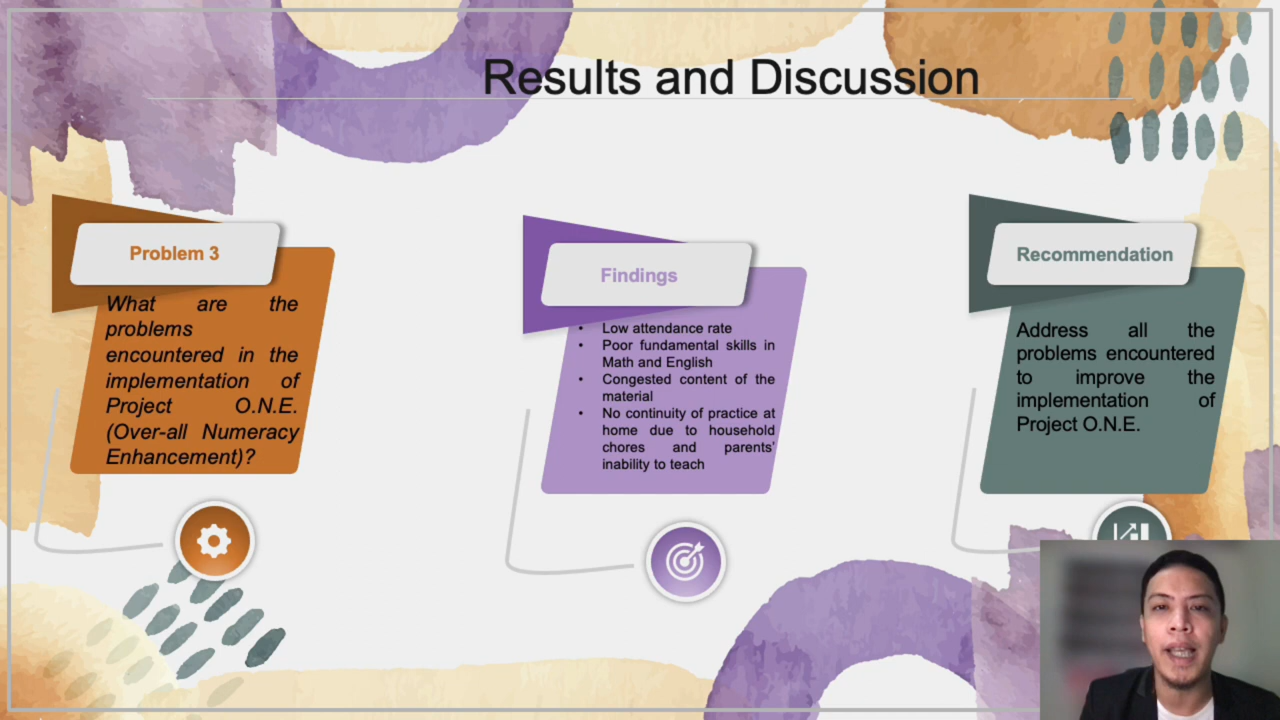 Results and Discussion
Problem 3
What are the
problems
encountered in the
implementation of
Project O.N.E.
(Over-all Numeracy
Enhancement)?
Findings
• Low attendance rate
• Poor fundamental skills in
Math and English
• Congested content of the
material
• No continuity of practice at
home due to household
chores and parents'
inability to teach
Recommendation
Address all the
problems encountered
to improve the
implementation of
Project O.N.E.